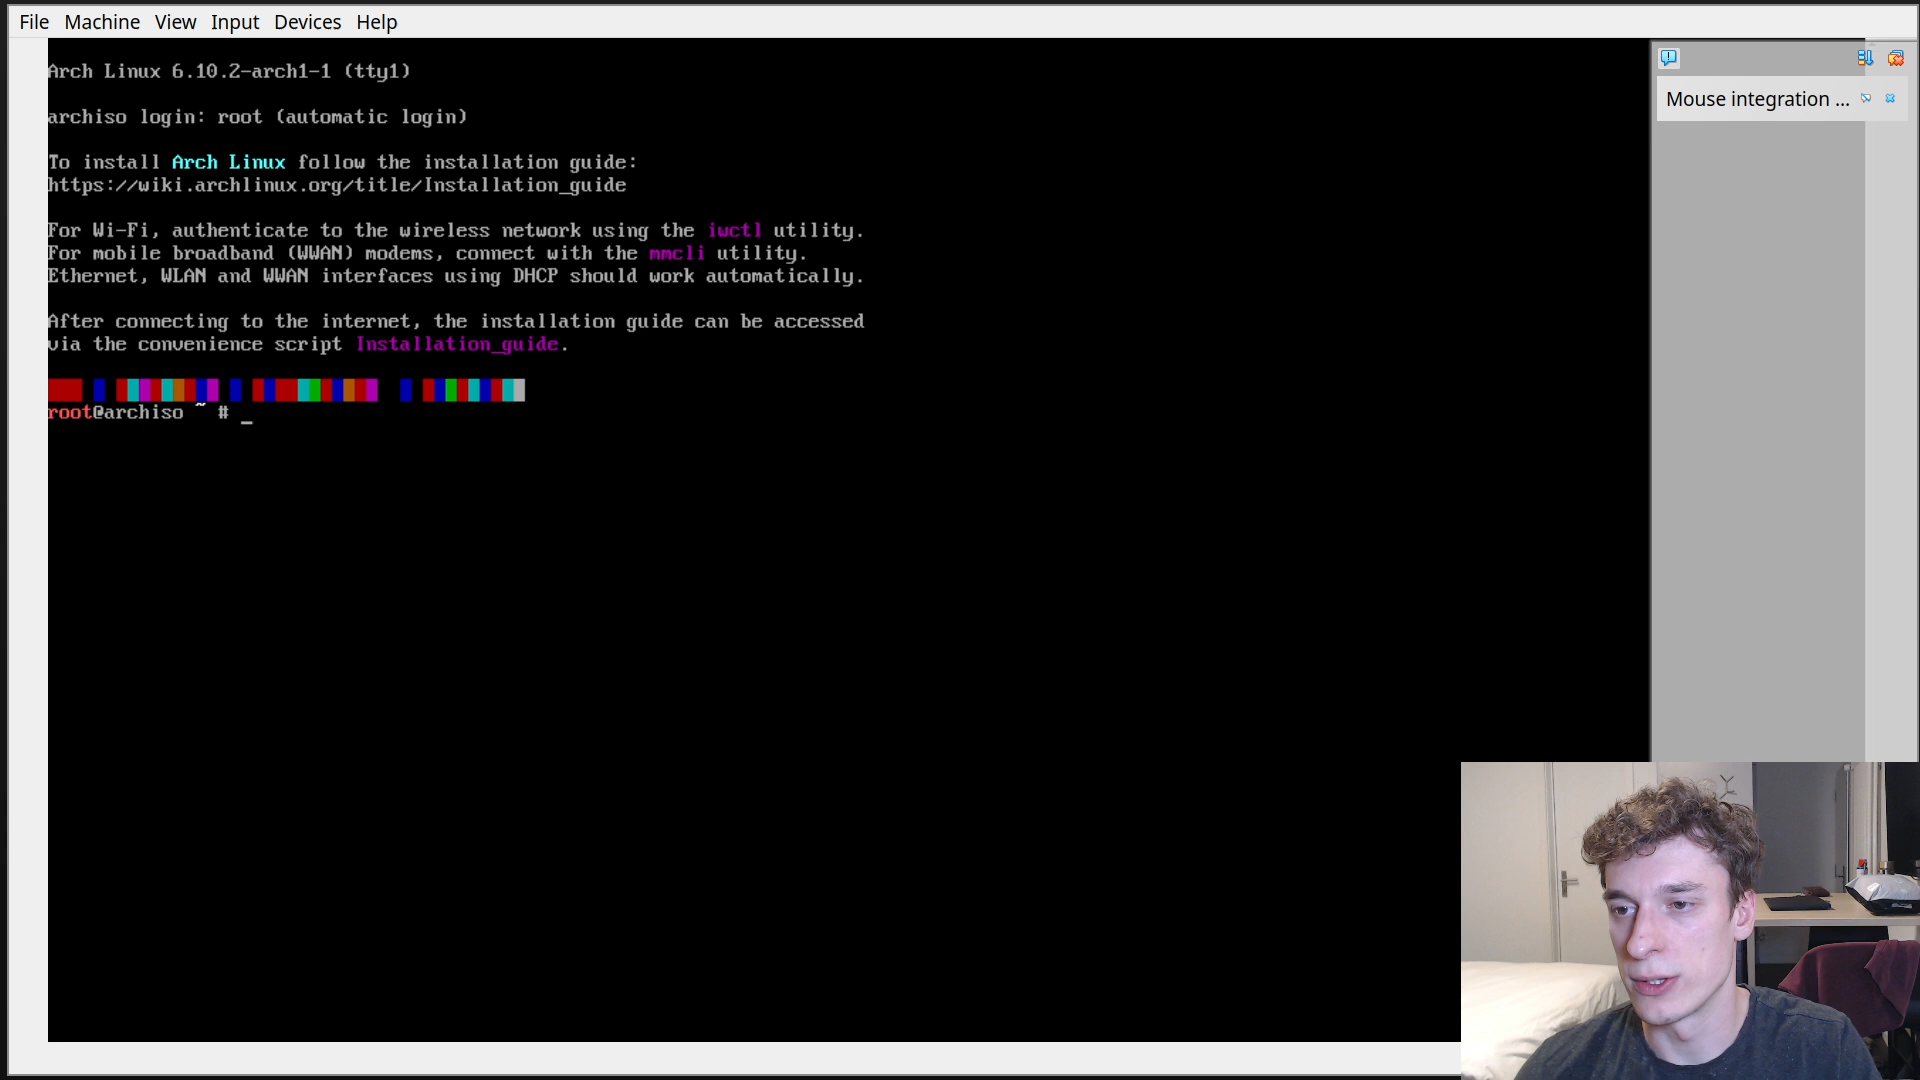 File Machine View Input Devices Help
Arch Linux 6.10.2-arch1-1 (tty1)
archiso login: root (automatic login)
To install Arch Linux follow the installation guide:
https://wiki.archlinux.org/title/Installation_guide
For Wi-Fi, authenticate to the wireless network using the iwctl utility.
For mobile broadband (WWAN) modems, connect with the mmcli utility.
Ethernet, WLAN and WWAN interfaces using DHCP should work automatically.
After connecting to the internet, the installation guide can be accessed
via the convenience script Installation_guide.
root@archiso ~ # _
Mouse integration ...